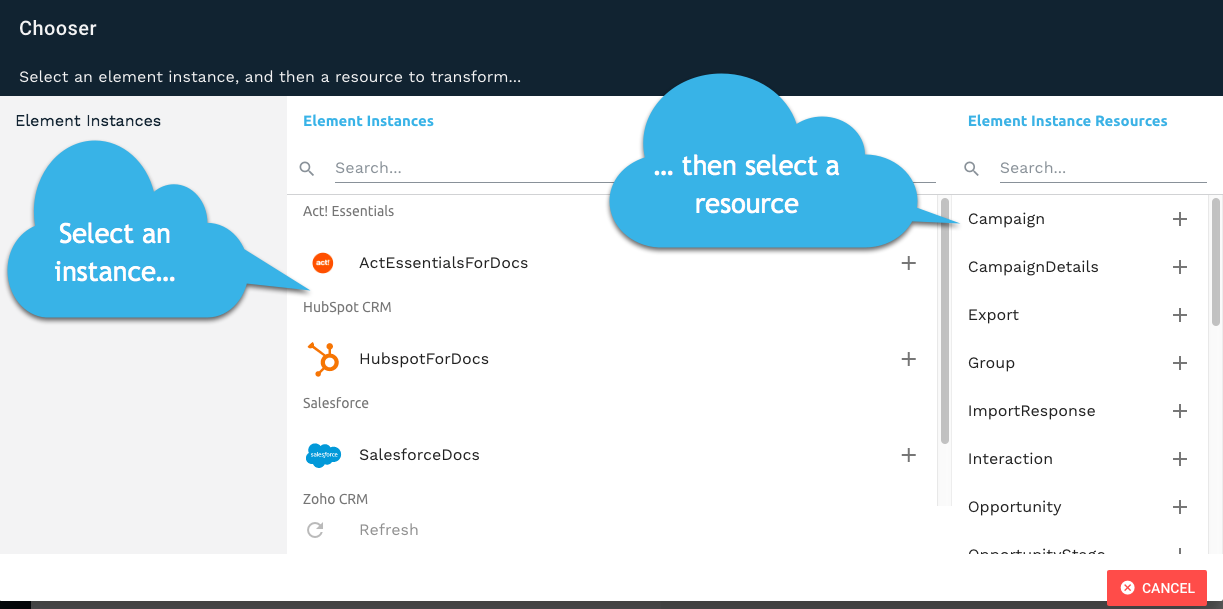 Chooser
Select an element instance, and then a resource to transform...
Element Instances
Select an
instance...
Element Instances
Search...
Act! Essentials
act!
ActEssentialsForDocs
HubSpot CRM
HubspotForDocs
Salesforce
salesforce
SalesforceDocs
Zoho CRM
Refresh
... then select a
resource
Element Instance Resources
Search...
Campaign
CampaignDetails
Export
Group
ImportResponse
Interaction
Opportunity
OpportunityStage
CANCEL